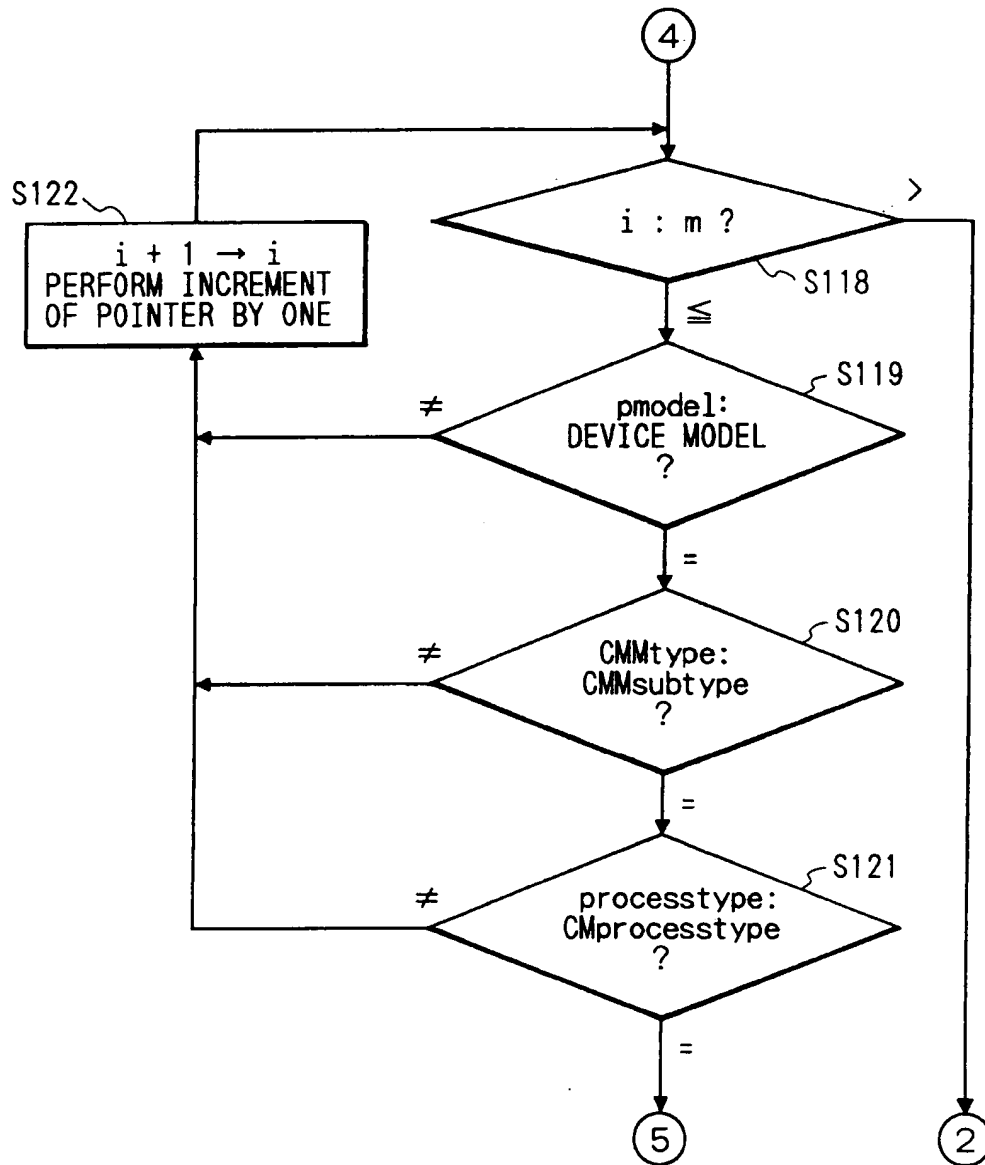 4
S122
i + 1 → i
PERFORM INCREMENT
OF POINTER BY ONE
i : m ?
>
S118
≦
S119
pmodel:
DEVICE MODEL
?
≠
=
S120
CMMtype:
CMMsubtype
?
≠
=
S121
processtype:
CMprocesstype
?
≠
=
5
2